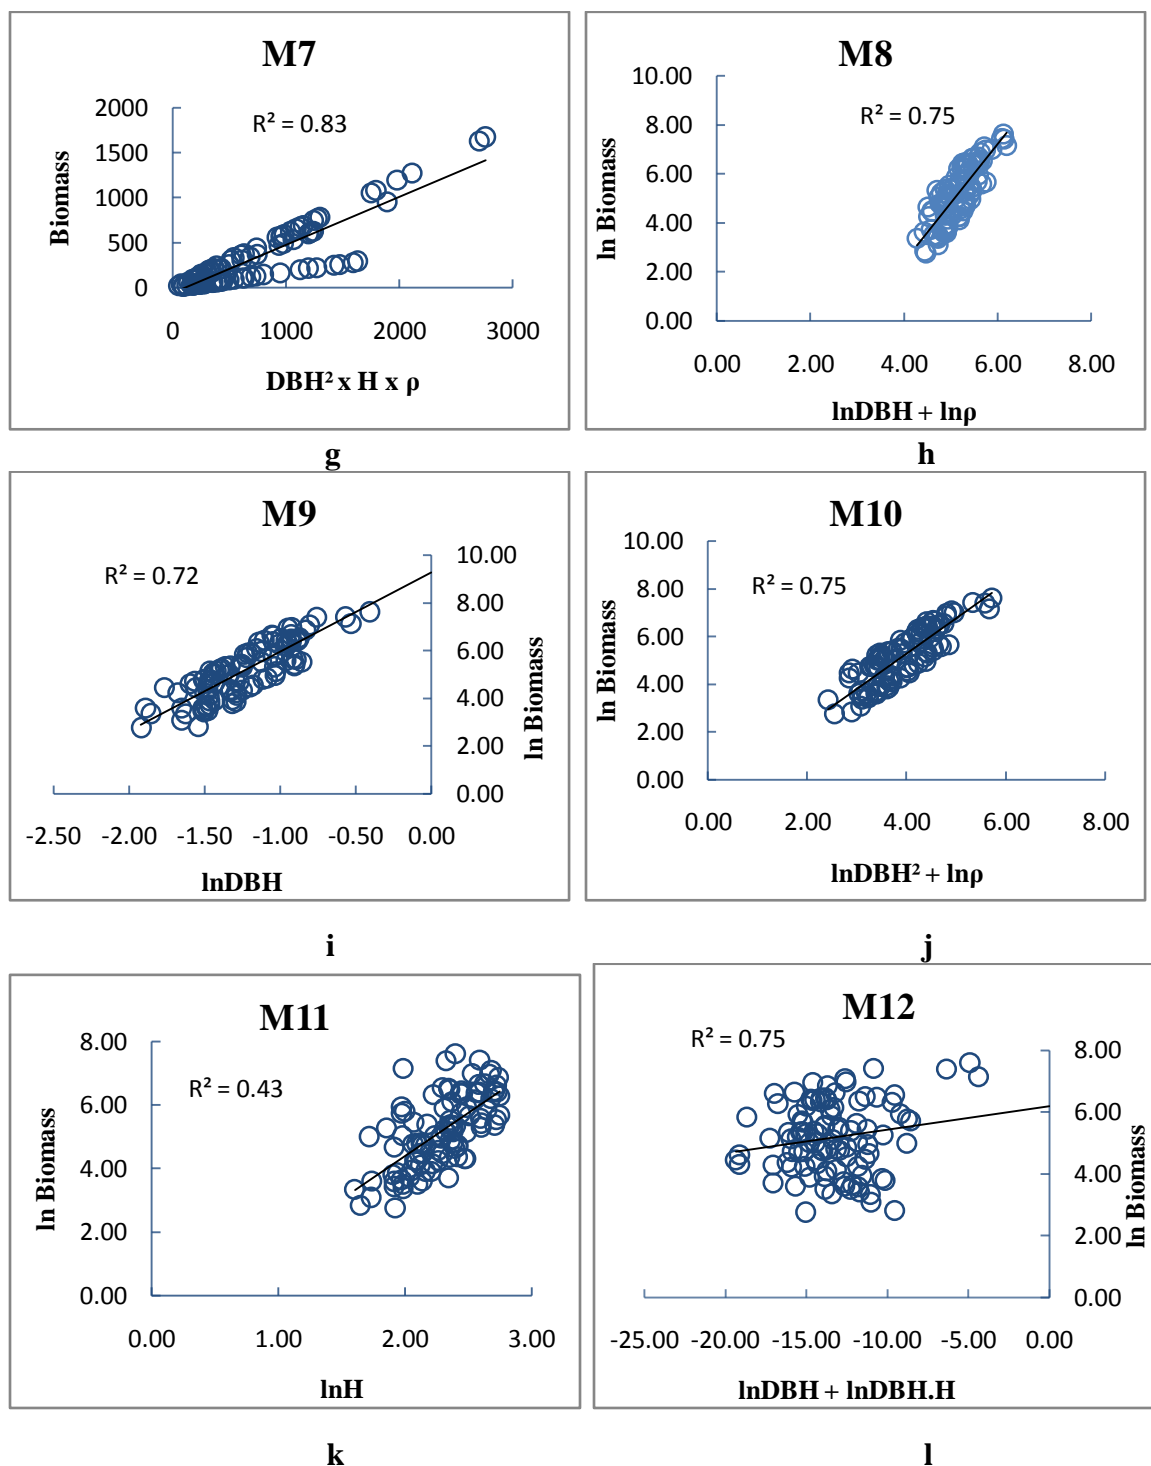 M7
R² = 0.83
2000
1500
1000
500
0
Biomass
0 1000 2000 3000
DBH² x H x ρ
g
M8
R² = 0.75
10.00
8.00
6.00
4.00
2.00
0.00
ln Biomass
0.00 2.00 4.00 6.00 8.00
lnDBH + lnρ
h
M9
R² = 0.72
10.00
8.00
6.00
4.00
2.00
0.00
ln Biomass
-2.50 -2.00 -1.50 -1.00 -0.50 0.00
lnDBH
i
M10
R² = 0.75
10.00
8.00
6.00
4.00
2.00
0.00
ln Biomass
0.00 2.00 4.00 6.00 8.00
lnDBH² + lnρ
j
M11
R² = 0.43
8.00
6.00
4.00
2.00
0.00
ln Biomass
0.00 1.00 2.00 3.00
lnH
k
M12
R² = 0.75
8.00
6.00
4.00
2.00
0.00
ln Biomass
-25.00 -20.00 -15.00 -10.00 -5.00 0.00
lnDBH + lnDBH.H
l